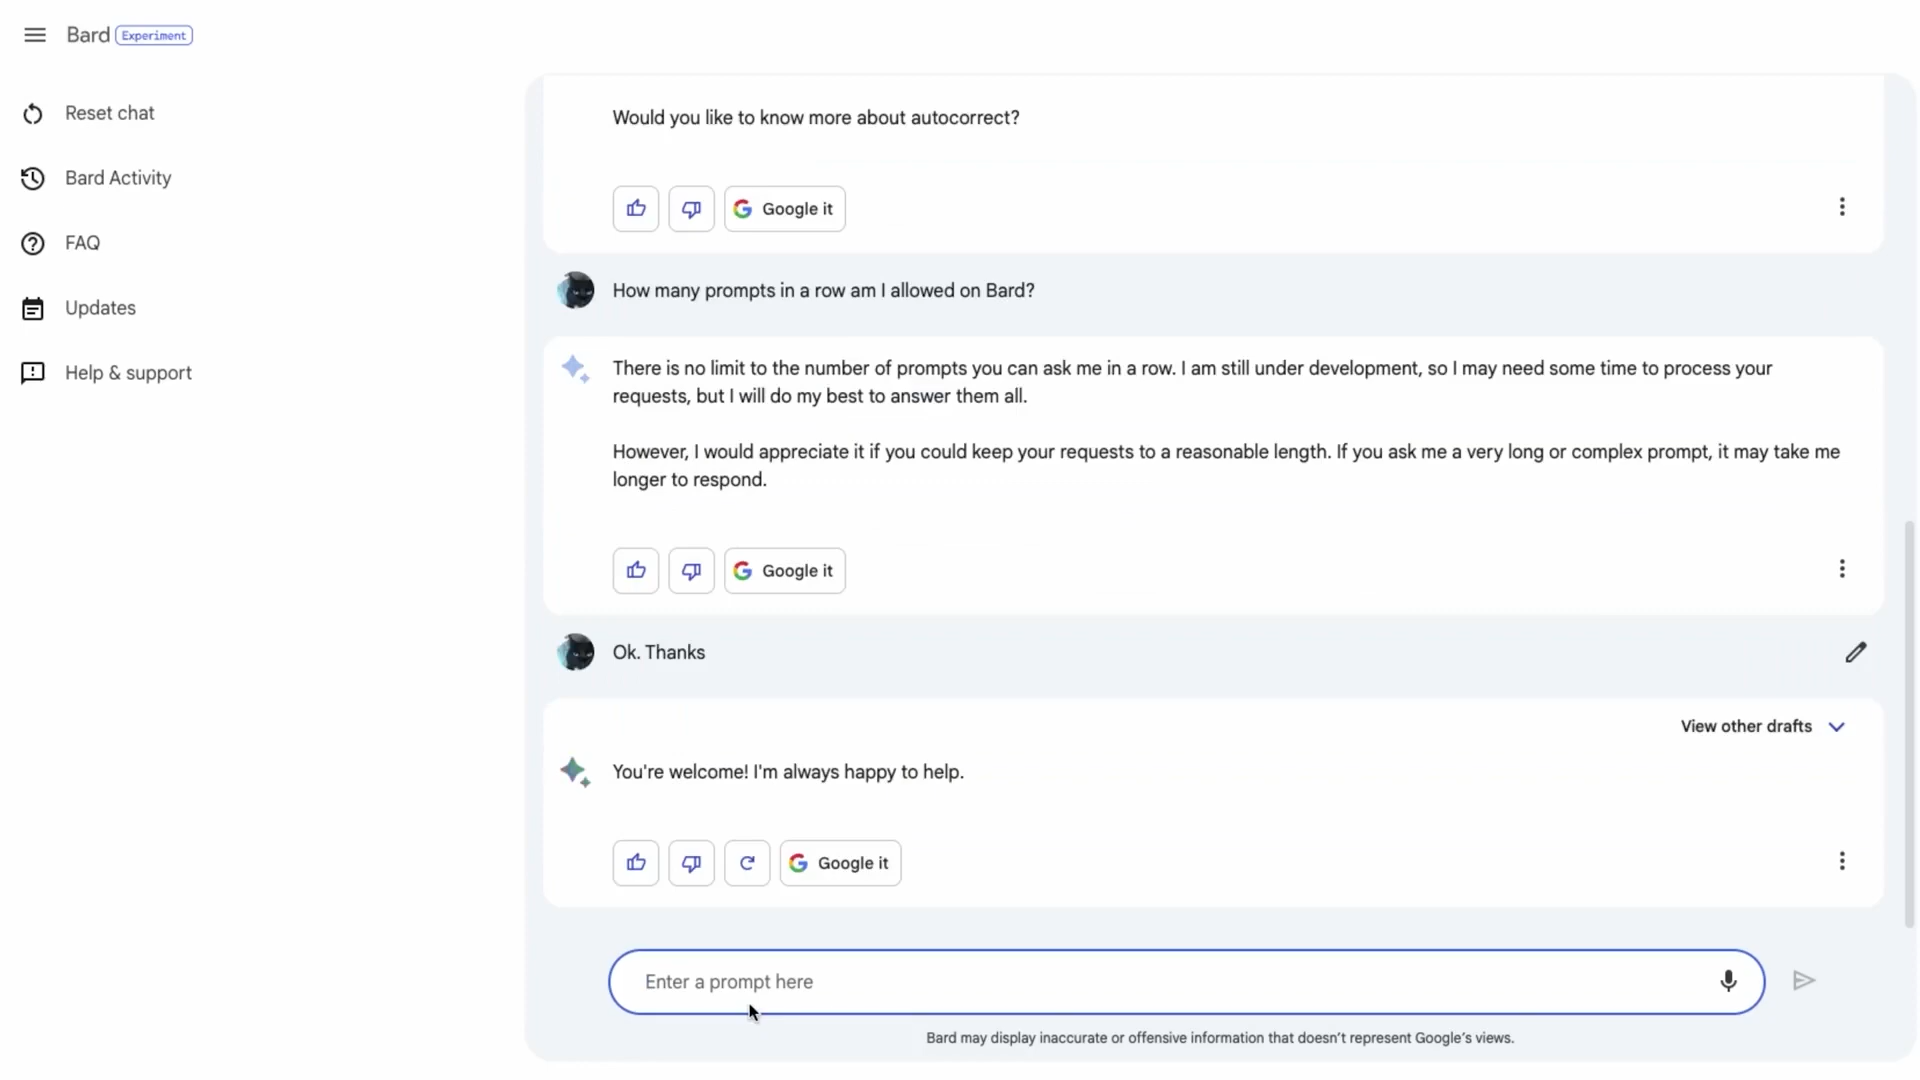 Bard Experiment
Reset chat
Bard Activity
FAQ
Updates
Help & support
Would you like to know more about autocorrect?
Google it
How many prompts in a row am I allowed on Bard?
There is no limit to the number of prompts you can ask me in a row. I am still under development, so I may need some time to process your
requests, but I will do my best to answer them all.
However, I would appreciate it if you could keep your requests to a reasonable length. If you ask me a very long or complex prompt, it may take me
longer to respond.
Google it
Ok. Thanks
View other drafts
You're welcome! I'm always happy to help.
Google it
Enter a prompt here
Bard may display inaccurate or offensive information that doesn't represent Google's views.